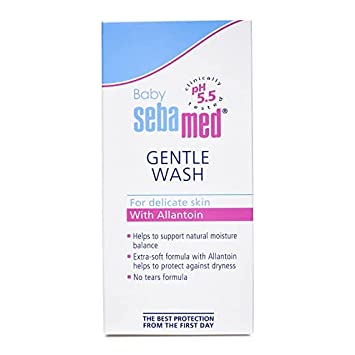 Baby
sebamed®
clinically tested
pH 5.5
GENTLE
WASH
For delicate skin
With Allantoin
▪ Helps to support natural moisture
balance
▪ Extra-soft formula with Allantoin
helps to protect against dryness
▪ No tears formula
THE BEST PROTECTION
FROM THE FIRST DAY